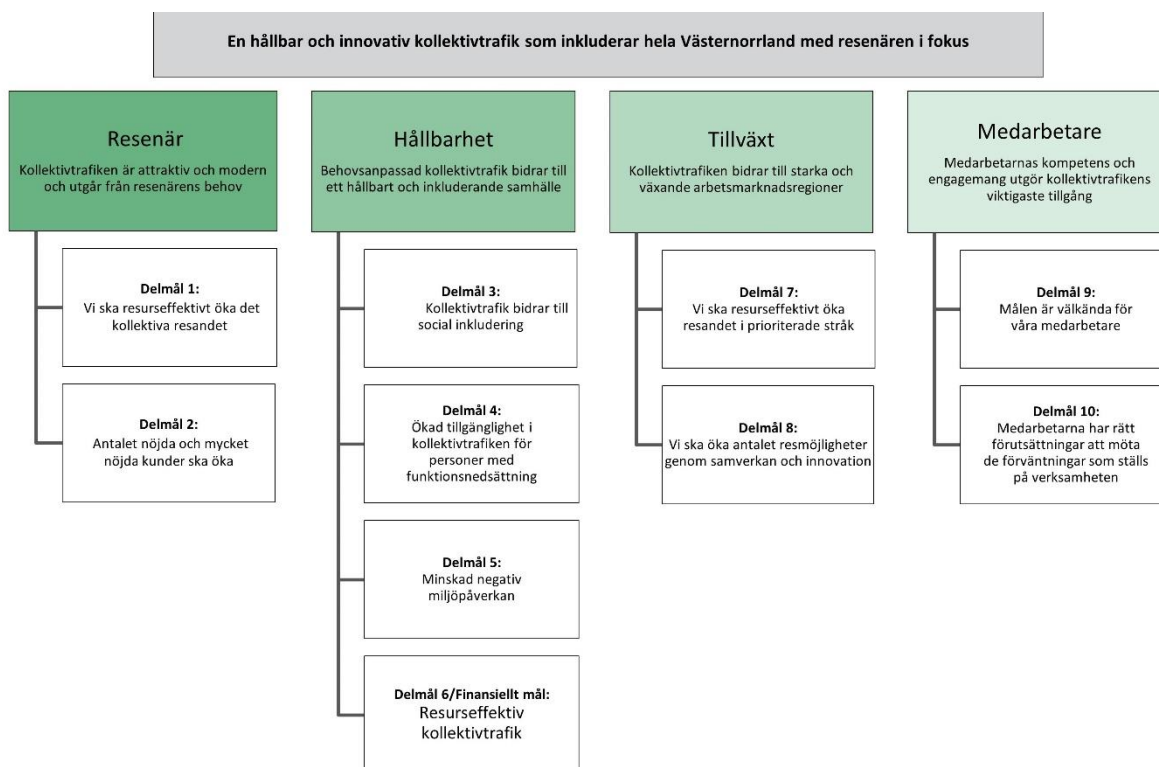 En hållbar och innovativ kollektivtrafik som inkluderar hela Västernorrland med resenären i fokus
Resenär
Kollektivtrafiken är attraktiv och modern
och utgår från resenärens behov
Delmål 1:
Vi ska resurseffektivt öka det
kollektiva resandet
Delmål 2:
Antalet nöjda och mycket
nöjda kunder ska öka
Hållbarhet
Behovsanpassad kollektivtrafik bidrar till
ett hållbart och inkluderande samhälle
Delmål 3:
Kollektivtrafik bidrar till
social inkludering
Delmål 4:
Ökad tillgänglighet i
kollektivtrafiken för
personer med
funktionsnedsättning
Delmål 5:
Minskad negativ
miljöpåverkan
Delmål 6/Finansiellt mål:
Resurseffektiv
kollektivtrafik
Tillväxt
Kollektivtrafiken bidrar till starka och
växande arbetsmarknadsregioner
Delmål 7:
Vi ska resurseffektivt öka
resandet i prioriterade stråk
Delmål 8:
Vi ska öka antalet resmöjligheter
genom samverkan och innovation
Medarbetare
Medarbetarnas kompetens och
engagemang utgör kollektivtrafikens
viktigaste tillgång
Delmål 9:
Målen är välkända för
våra medarbetare
Delmål 10:
Medarbetarna har rätt
förutsättningar att möta
de förväntningar som ställs
på verksamheten